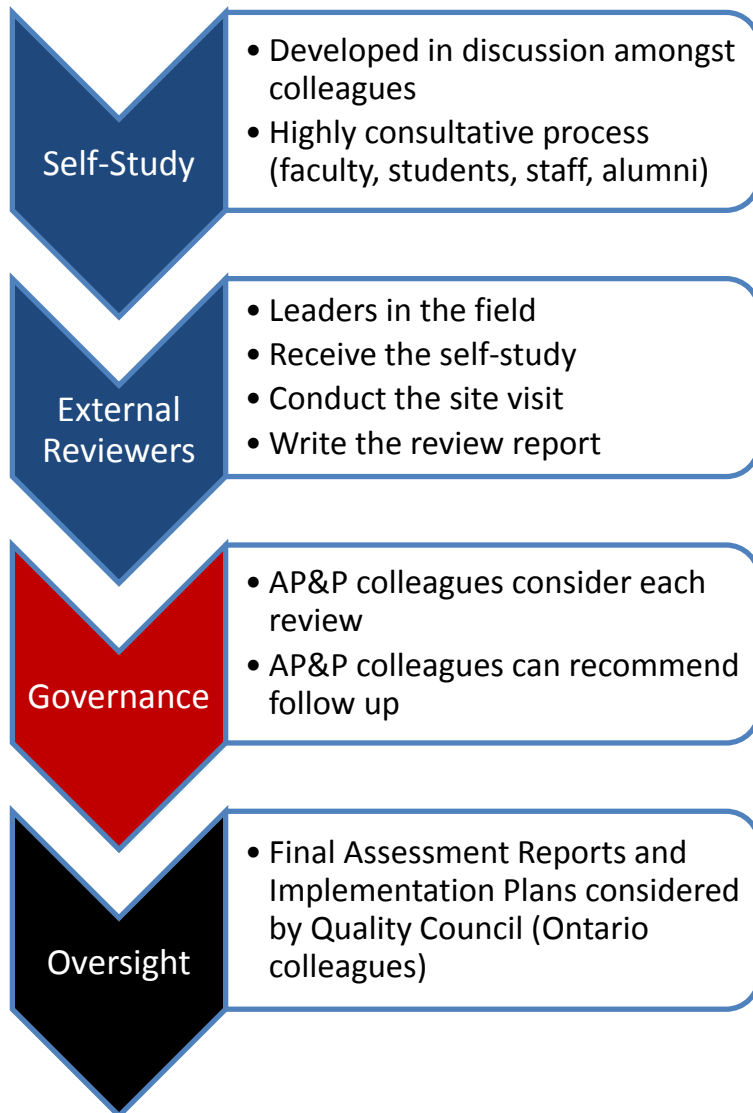 Self-Study
• Developed in discussion amongst
colleagues
• Highly consultative process
(faculty, students, staff, alumni)
External
Reviewers
• Leaders in the field
• Receive the self-study
• Conduct the site visit
• Write the review report
Governance
• AP&P colleagues consider each
review
• AP&P colleagues can recommend
follow up
Oversight
• Final Assessment Reports and
Implementation Plans considered
by Quality Council (Ontario
colleagues)